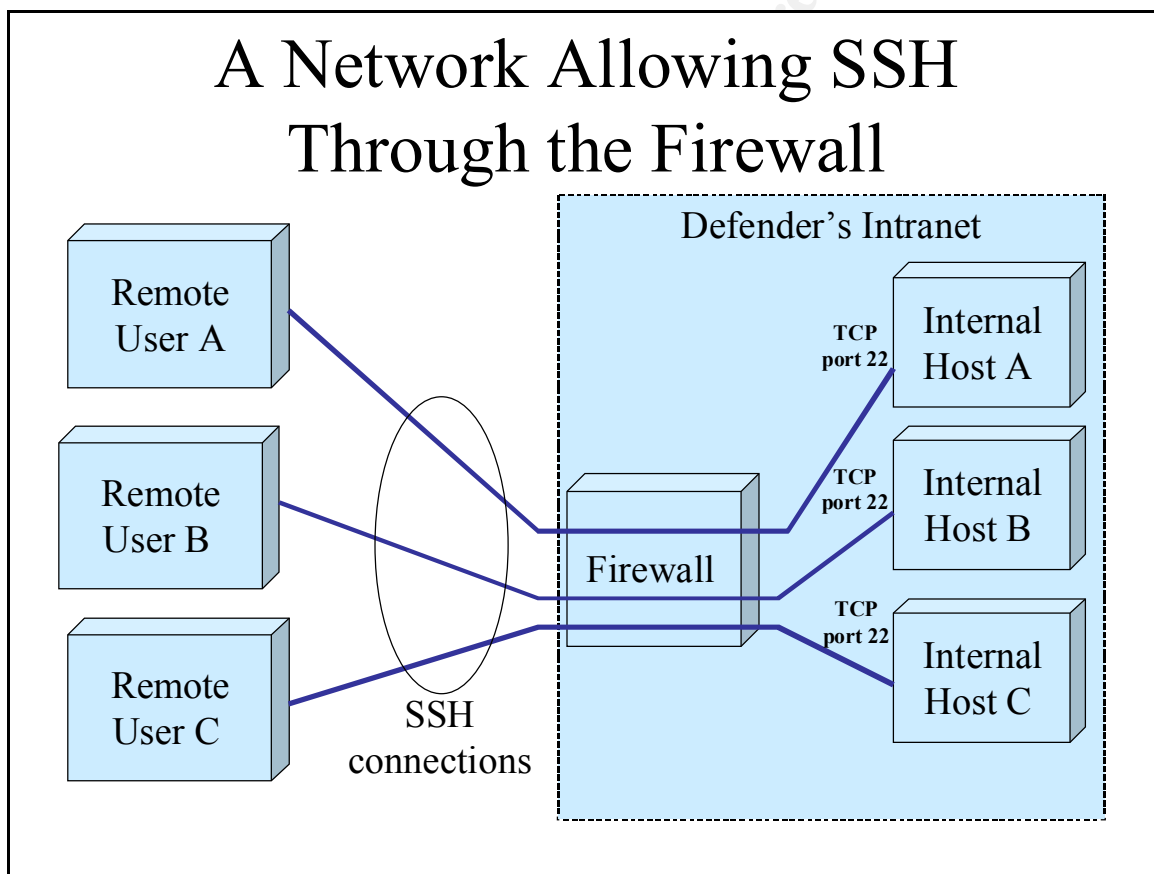 A Network Allowing SSH
Through the Firewall
Defender's Intranet
Remote
User A
Remote
User B
Remote
User C
SSH
connections
Firewall
TCP
port 22
Internal
Host A
TCP
port 22
Internal
Host B
TCP
port 22
Internal
Host C